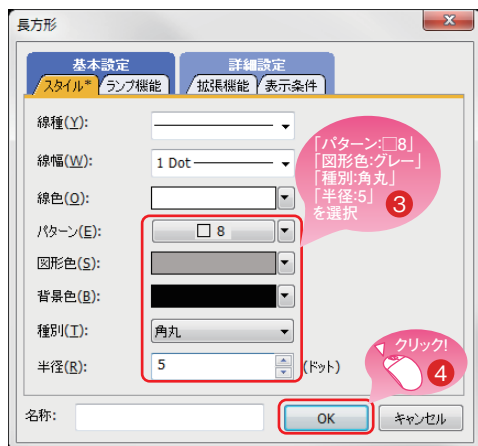 長方形
基本設定 詳細設定
スタイル* ランプ機能 拡張機能 表示条件
線種(Y):
線幅(W): 1 Dot
線色(O):
パターン(E): □ 8
図形色(S):
背景色(B):
種別(T): 角丸
半径(R): 5 (ドット)
「パターン:□8」
「図形色:グレー」
「種別:角丸」
「半径:5」
を選択
3
クリック!
4
名称: OK キャンセル